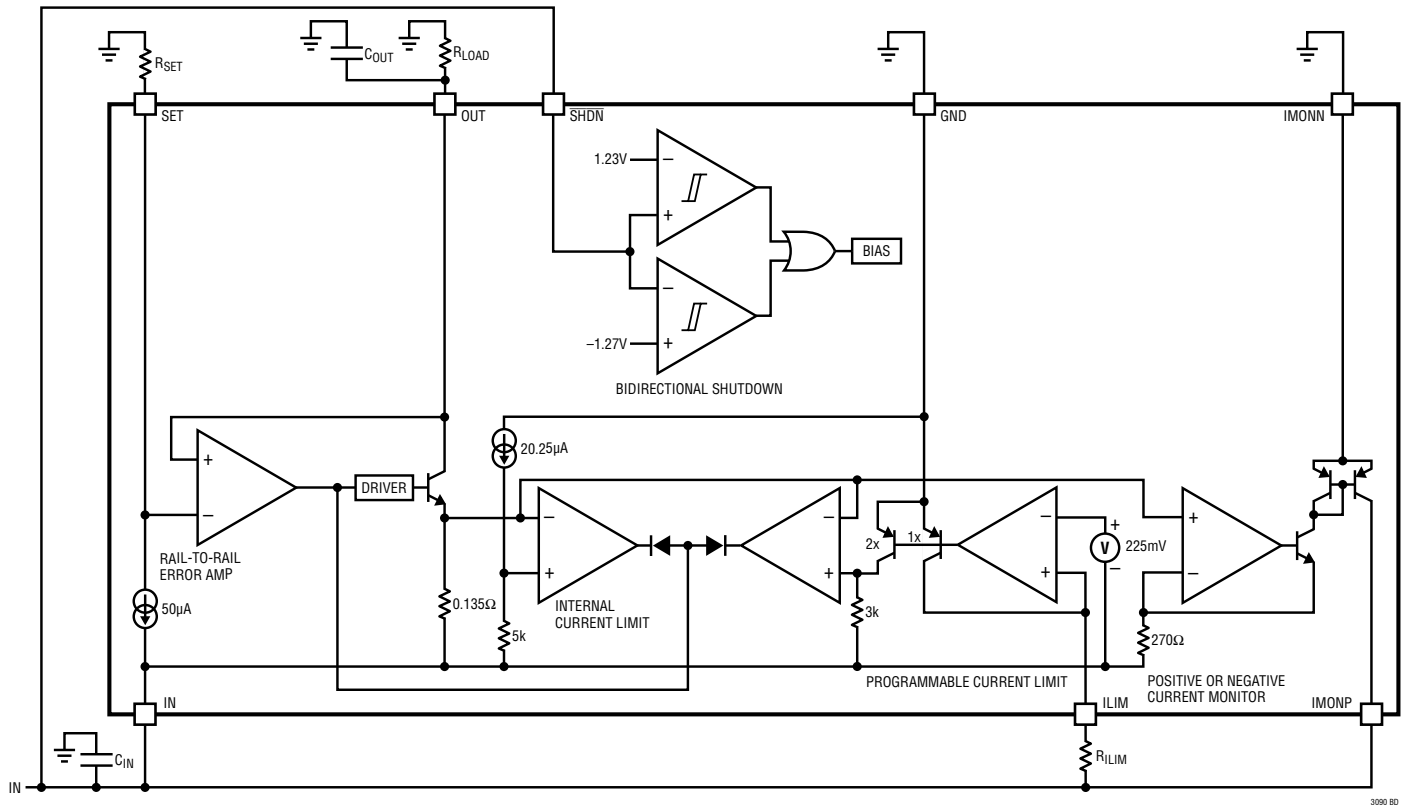 RSET
COUT
RLOAD
SET
OUT
SHDN
GND
IMONN
1.23V
−
+
BIAS
−
−1.27V
+
BIDIRECTIONAL SHUTDOWN
20.25µA
+
DRIVER
−
RAIL-TO-RAIL
ERROR AMP
−
+
INTERNAL
CURRENT LIMIT
−
+
2x
1x
−
+
+
V
−
225mV
+
−
50µA
0.135Ω
5k
3k
270Ω
PROGRAMMABLE CURRENT LIMIT
POSITIVE OR NEGATIVE
CURRENT MONITOR
IN
ILIM
IMONP
CIN
RILIM
IN
3090 BD